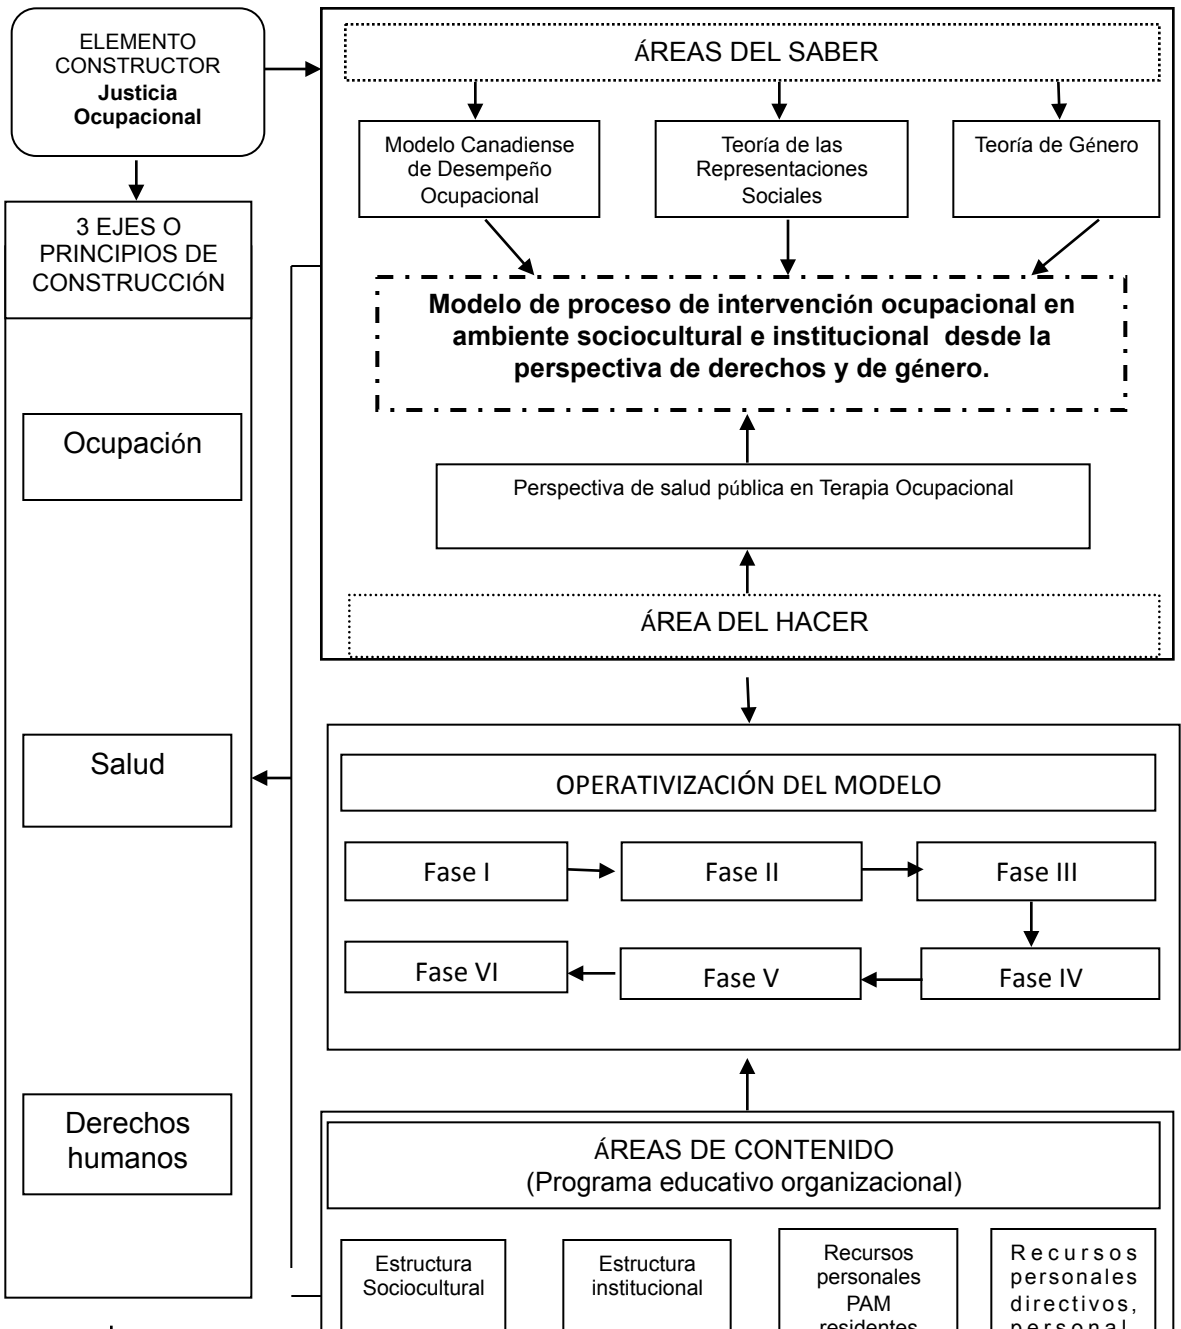 ELEMENTO
CONSTRUCTOR
Justicia
Ocupacional
3 EJES O
PRINCIPIOS DE
CONSTRUCCIÓN
Ocupación
Salud
Derechos
humanos
ÁREAS DEL SABER
Modelo Canadiense
de Desempeño
Ocupacional
Teoría de las
Representaciones
Sociales
Teoría de Género
Modelo de proceso de intervención ocupacional en
ambiente sociocultural e institucional desde la
perspectiva de derechos y de género.
Perspectiva de salud pública en Terapia Ocupacional
ÁREA DEL HACER
OPERATIVIZACIÓN DEL MODELO
Fase I
Fase II
Fase III
Fase VI
Fase V
Fase IV
ÁREAS DE CONTENIDO
(Programa educativo organizacional)
Estructura
Sociocultural
Estructura
institucional
Recursos
personales
PAM
residentes
Recursos
personales
directivos,
personal